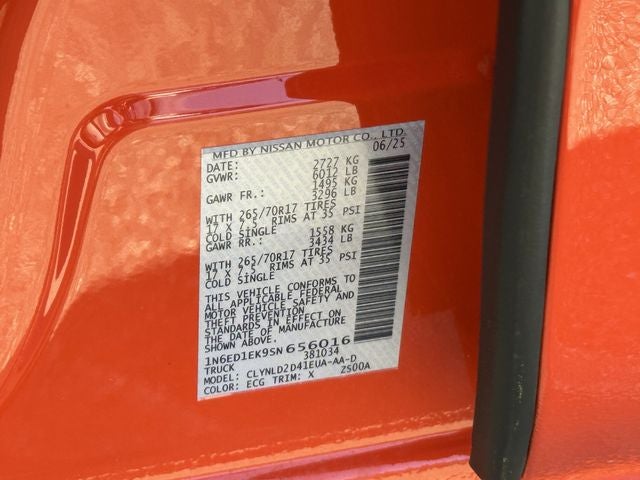 MFD BY NISSAN MOTOR CO., LTD.
DATE: 06/25
GVWR: 2727 KG
6012 LB
GAWR FR.: 1495 KG
3296 LB
WITH 265/70R17 TIRES
17 X 7.5 RIMS AT 35 PSI
COLD SINGLE
GAWR RR.: 1558 KG
3434 LB
WITH 265/70R17 TIRES
17 X 7.5 RIMS AT 35 PSI
COLD SINGLE
THIS VEHICLE CONFORMS TO
ALL APPLICABLE FEDERAL
MOTOR VEHICLE SAFETY AND
THEFT PREVENTION
STANDARDS IN EFFECT ON
THE DATE OF MANUFACTURE
SHOWN ABOVE.
1N6ED1EK9SN656016
TRUCK 381034
MODEL: CLYNLD2D41EUA-AA-D
COLOR: ECG TRIM: X ZS00A